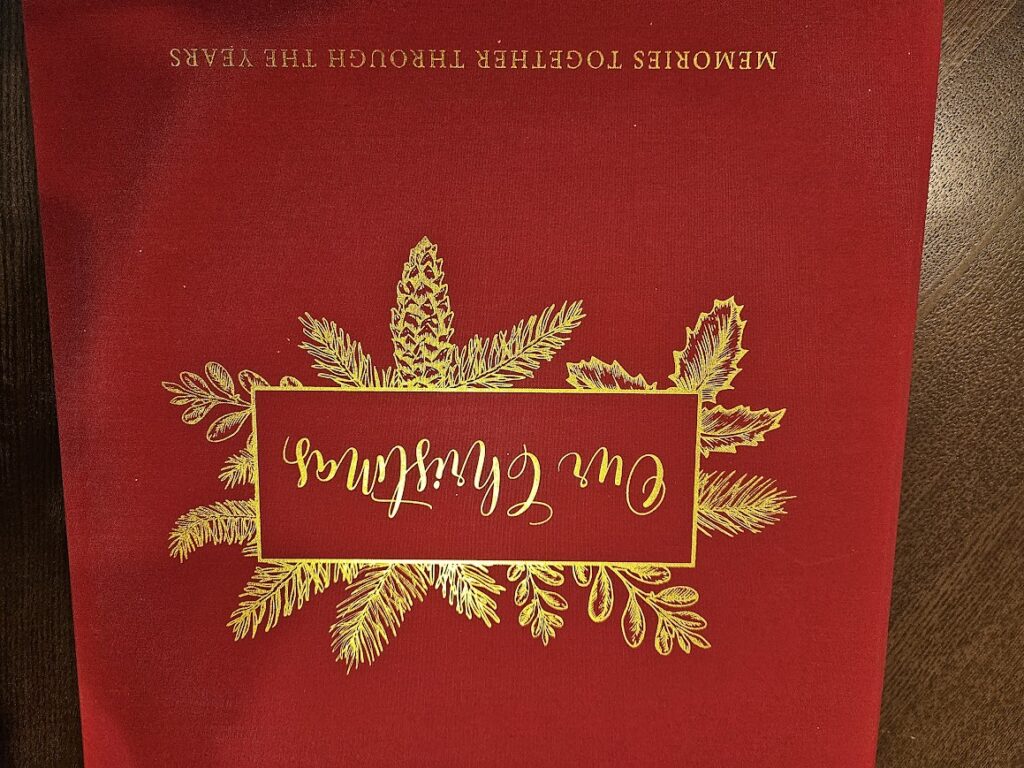 Our Christmas
MEMORIES TOGETHER THROUGH THE YEARS